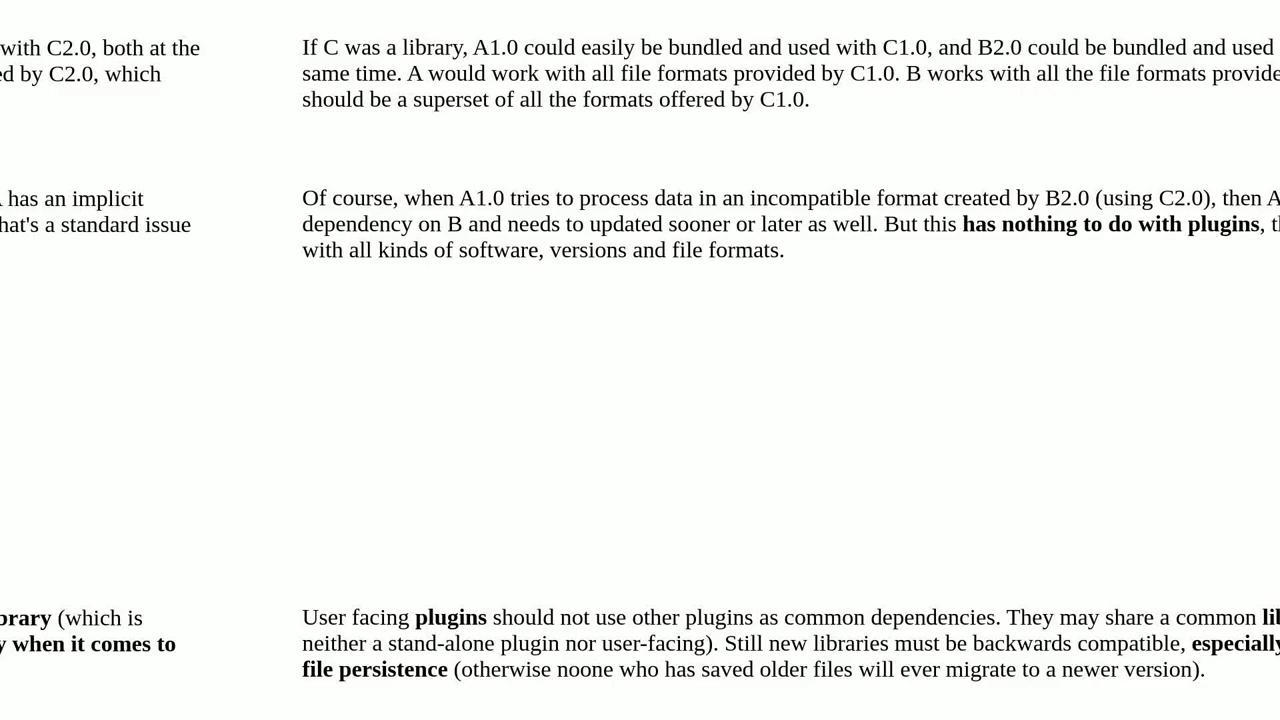 with C2.0, both at the
ed by C2.0, which
If C was a library, A1.0 could easily be bundled and used with C1.0, and B2.0 could be bundled and used
same time. A would work with all file formats provided by C1.0. B works with all the file formats provide
should be a superset of all the formats offered by C1.0.
has an implicit
hat's a standard issue
Of course, when A1.0 tries to process data in an incompatible format created by B2.0 (using C2.0), then A
dependency on B and needs to updated sooner or later as well. But this has nothing to do with plugins, t
with all kinds of software, versions and file formats.
brary (which is
y when it comes to
User facing plugins should not use other plugins as common dependencies. They may share a common li
neither a stand-alone plugin nor user-facing). Still new libraries must be backwards compatible, especially
file persistence (otherwise noone who has saved older files will ever migrate to a newer version).